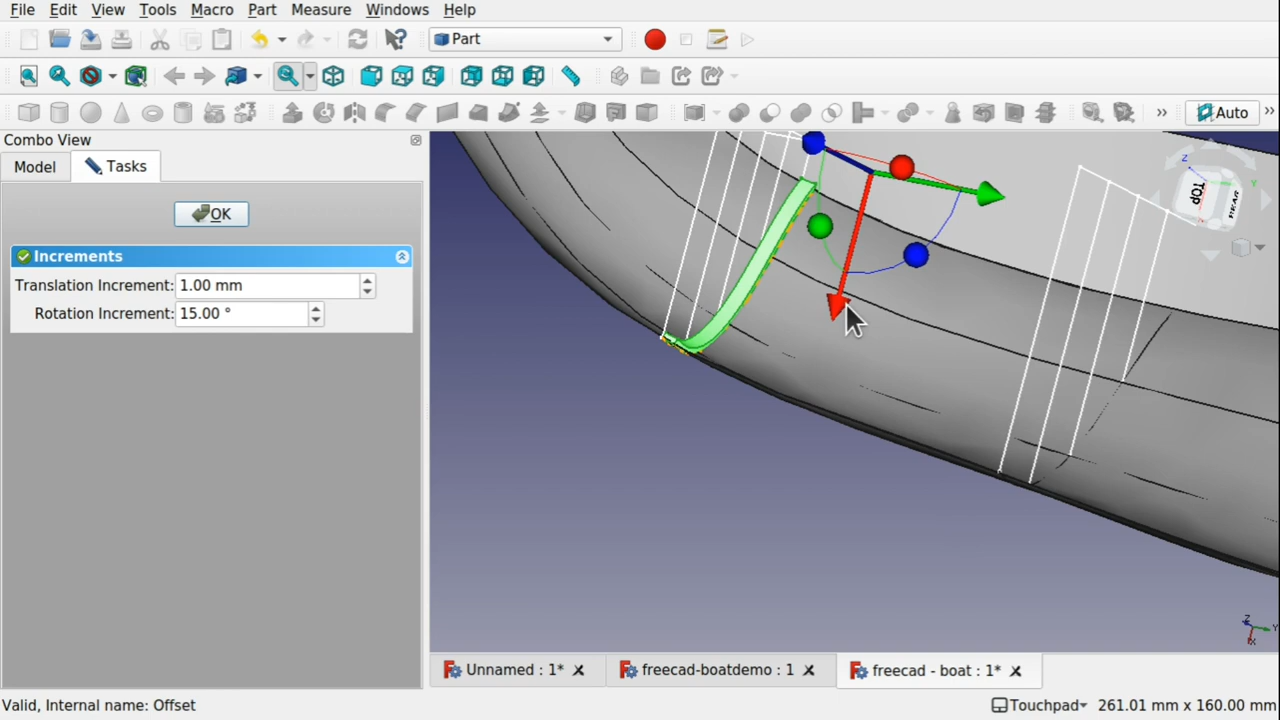 File Edit View Tools Macro Part Measure Windows Help
Part
Auto
Combo View
Model Tasks
OK
Increments
Translation Increment: 1.00 mm
Rotation Increment: 15.00 °
Z
Y
TOP
Z
Y
X
Unnamed : 1* freecad-boatdemo : 1 freecad - boat : 1*
Valid, Internal name: Offset Touchpad 261.01 mm x 160.00 mm